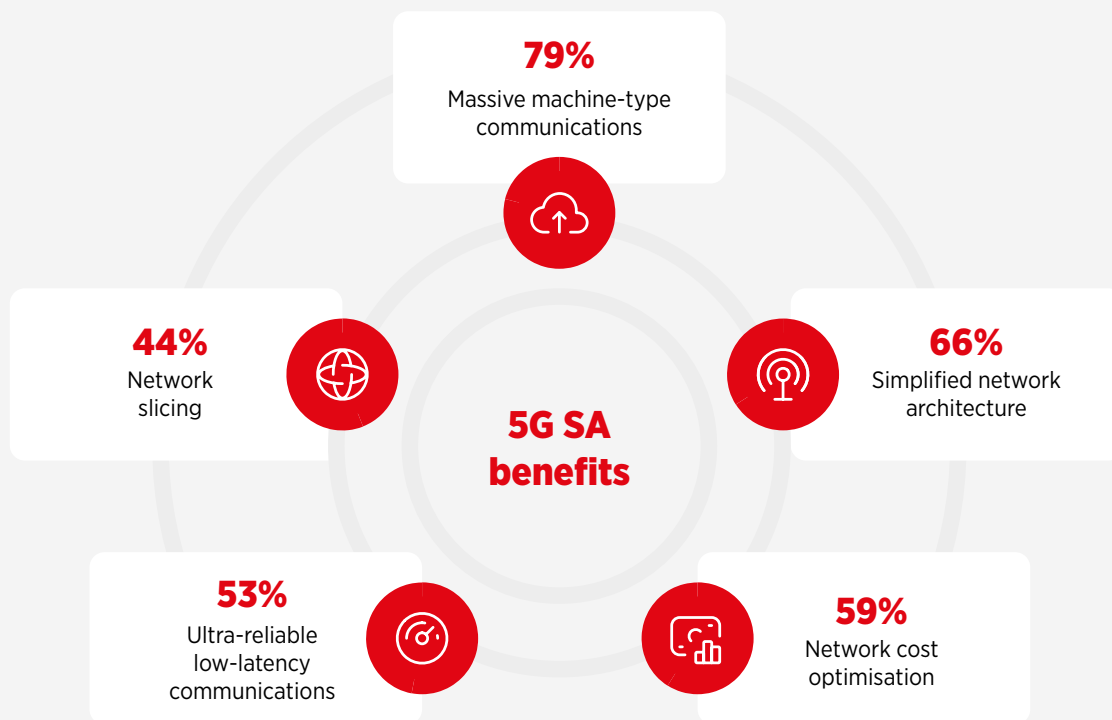 79%
Massive machine-type
communications
44%
Network
slicing
66%
Simplified network
architecture
5G SA
benefits
53%
Ultra-reliable
low-latency
communications
59%
Network cost
optimisation